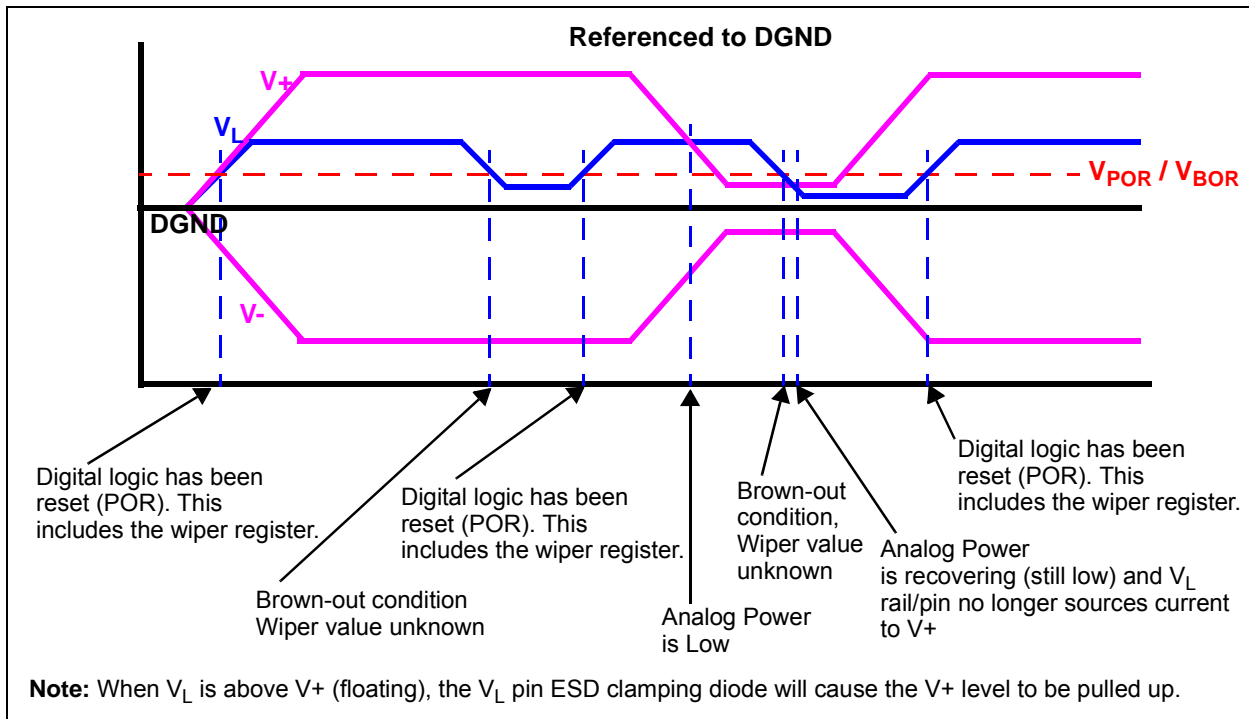 Referenced to DGND
V+
VL
VPOR / VBOR
DGND
V-
Digital logic has been
reset (POR). This
includes the wiper register.
Brown-out condition
Wiper value unknown
Digital logic has been
reset (POR). This
includes the wiper register.
Analog Power
is Low
Brown-out
condition,
Wiper value
unknown
Analog Power
is recovering (still low) and VL
rail/pin no longer sources current
to V+
Digital logic has been
reset (POR). This
includes the wiper register.
Note: When VL is above V+ (floating), the VL pin ESD clamping diode will cause the V+ level to be pulled up.